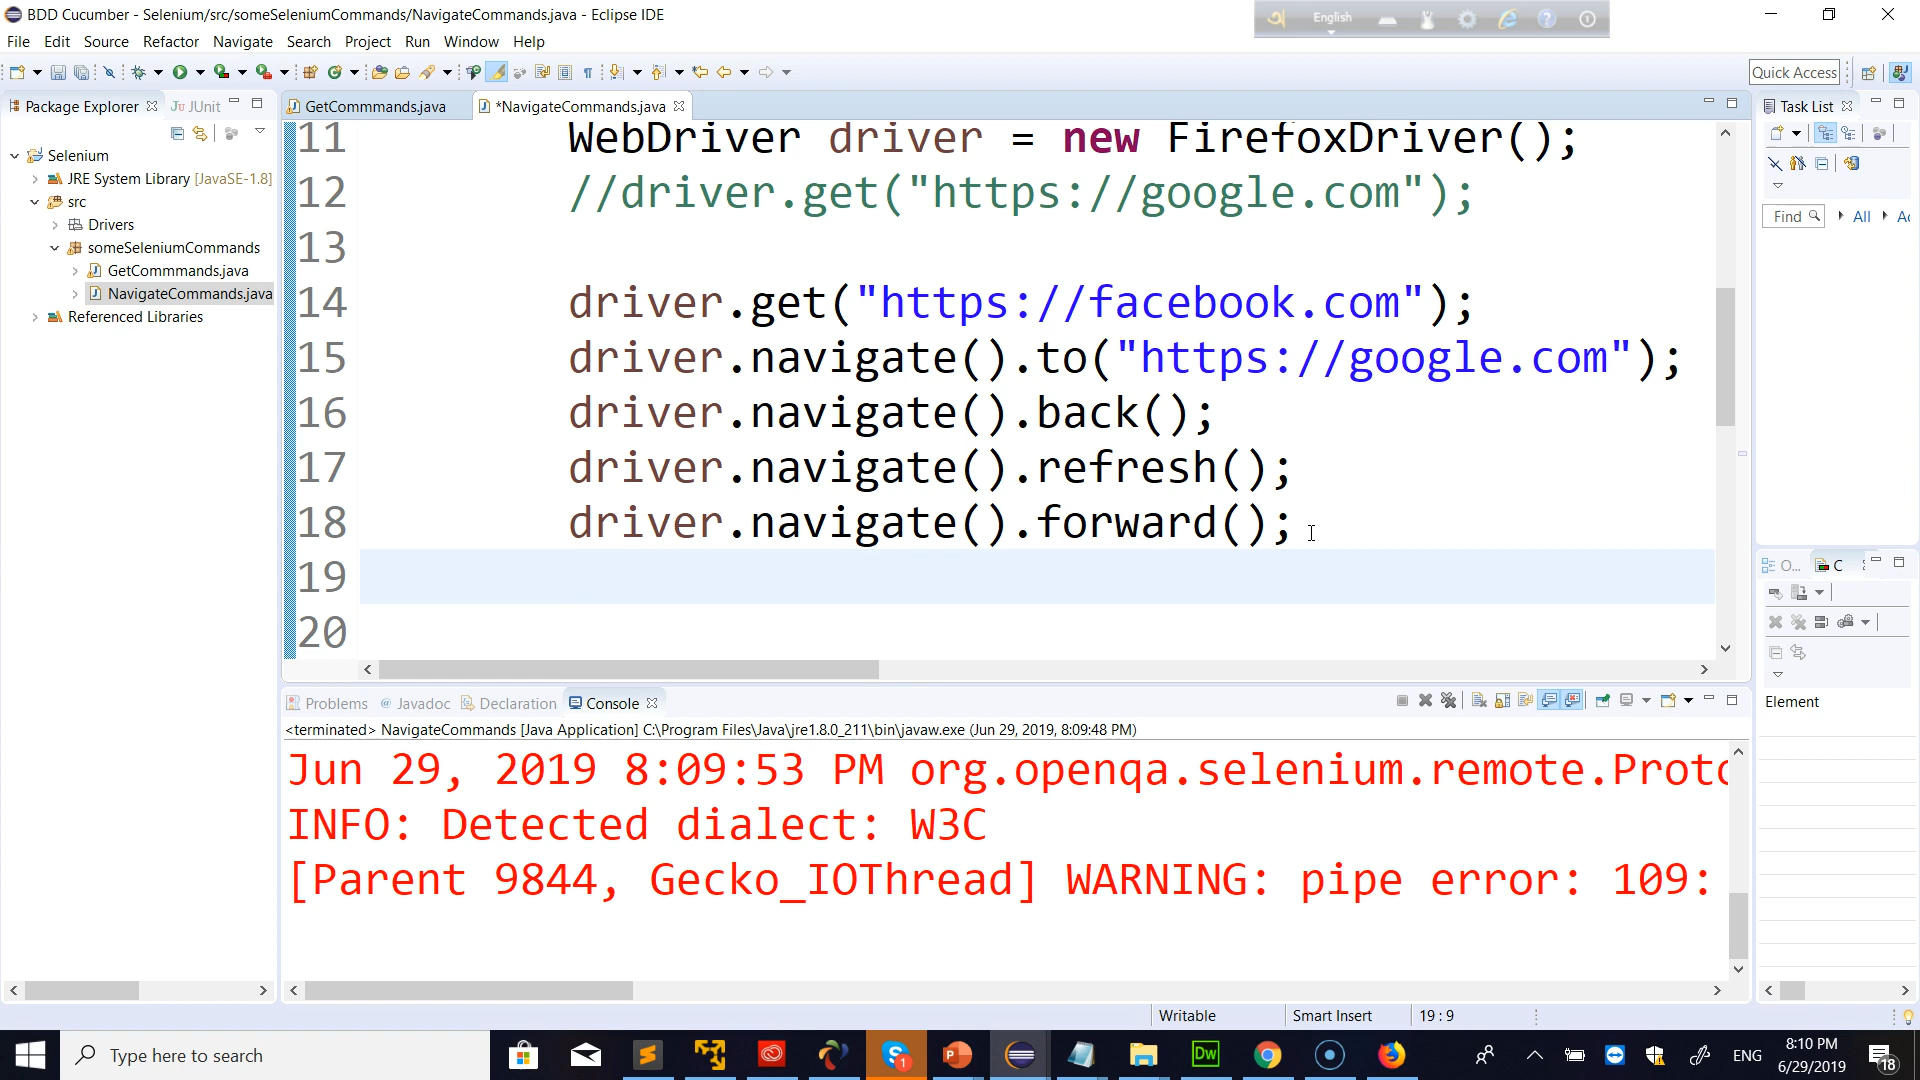 BDD Cucumber - Selenium/src/someSeleniumCommands/NavigateCommands.java - Eclipse IDE
English
File Edit Source Refactor Navigate Search Project Run Window Help
Quick Access
Package Explorer JUnit
GetCommmands.java *NavigateCommands.java
Task List
Selenium
JRE System Library [JavaSE-1.8]
src
Drivers
someSeleniumCommands
GetCommmands.java
NavigateCommands.java
Referenced Libraries
11 WebDriver driver = new FirefoxDriver();
12 //driver.get("https://google.com");
13
14 driver.get("https://facebook.com");
15 driver.navigate().to("https://google.com");
16 driver.navigate().back();
17 driver.navigate().refresh();
18 driver.navigate().forward();
19
20
Find All Ac
O... C
Element
Problems Javadoc Declaration Console
<terminated> NavigateCommands [Java Application] C:\Program Files\Java\jre1.8.0_211\bin\javaw.exe (Jun 29, 2019, 8:09:48 PM)
Jun 29, 2019 8:09:53 PM org.openqa.selenium.remote.Proto
INFO: Detected dialect: W3C
[Parent 9844, Gecko_IOThread] WARNING: pipe error: 109:
Writable Smart Insert 19 : 9
Type here to search
1
Dw
ENG
8:10 PM
6/29/2019
18